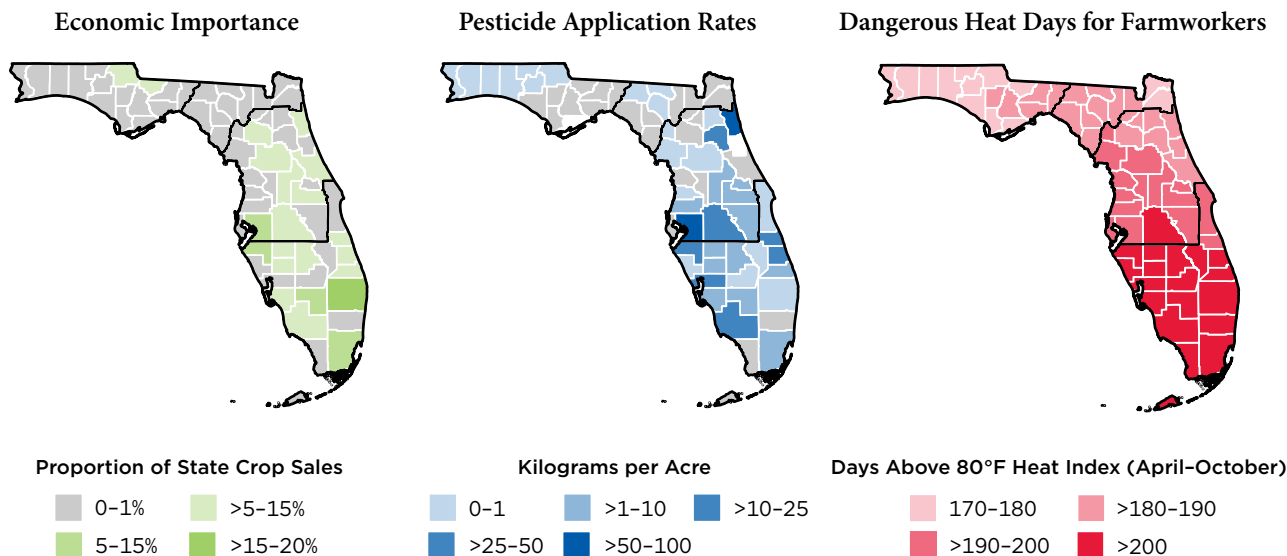 Economic Importance
Pesticide Application Rates
Dangerous Heat Days for Farmworkers
Proportion of State Crop Sales
0–1%
>5–15%
5–15%
>15–20%
Kilograms per Acre
0–1
>1–10
>10–25
>25–50
>50–100
Days Above 80°F Heat Index (April–October)
170–180
>180–190
>190–200
>200